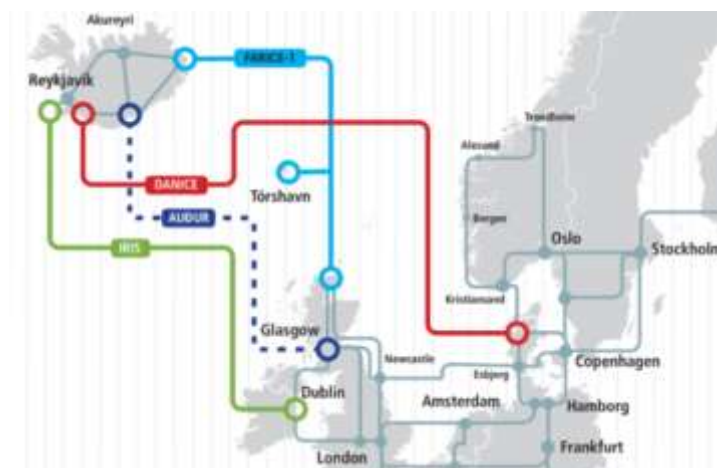 Akureyri
FARICE-1
Reykjavik
Trondheim
Alesund
DANICE
Tórshavn
AUÐUR
Bergen
IRIS
Oslo
Stockholm
Kristiansand
Glasgow
Newcastle
Esbjerg
Copenhagen
Dublin
Amsterdam
Hamborg
London
Frankfurt